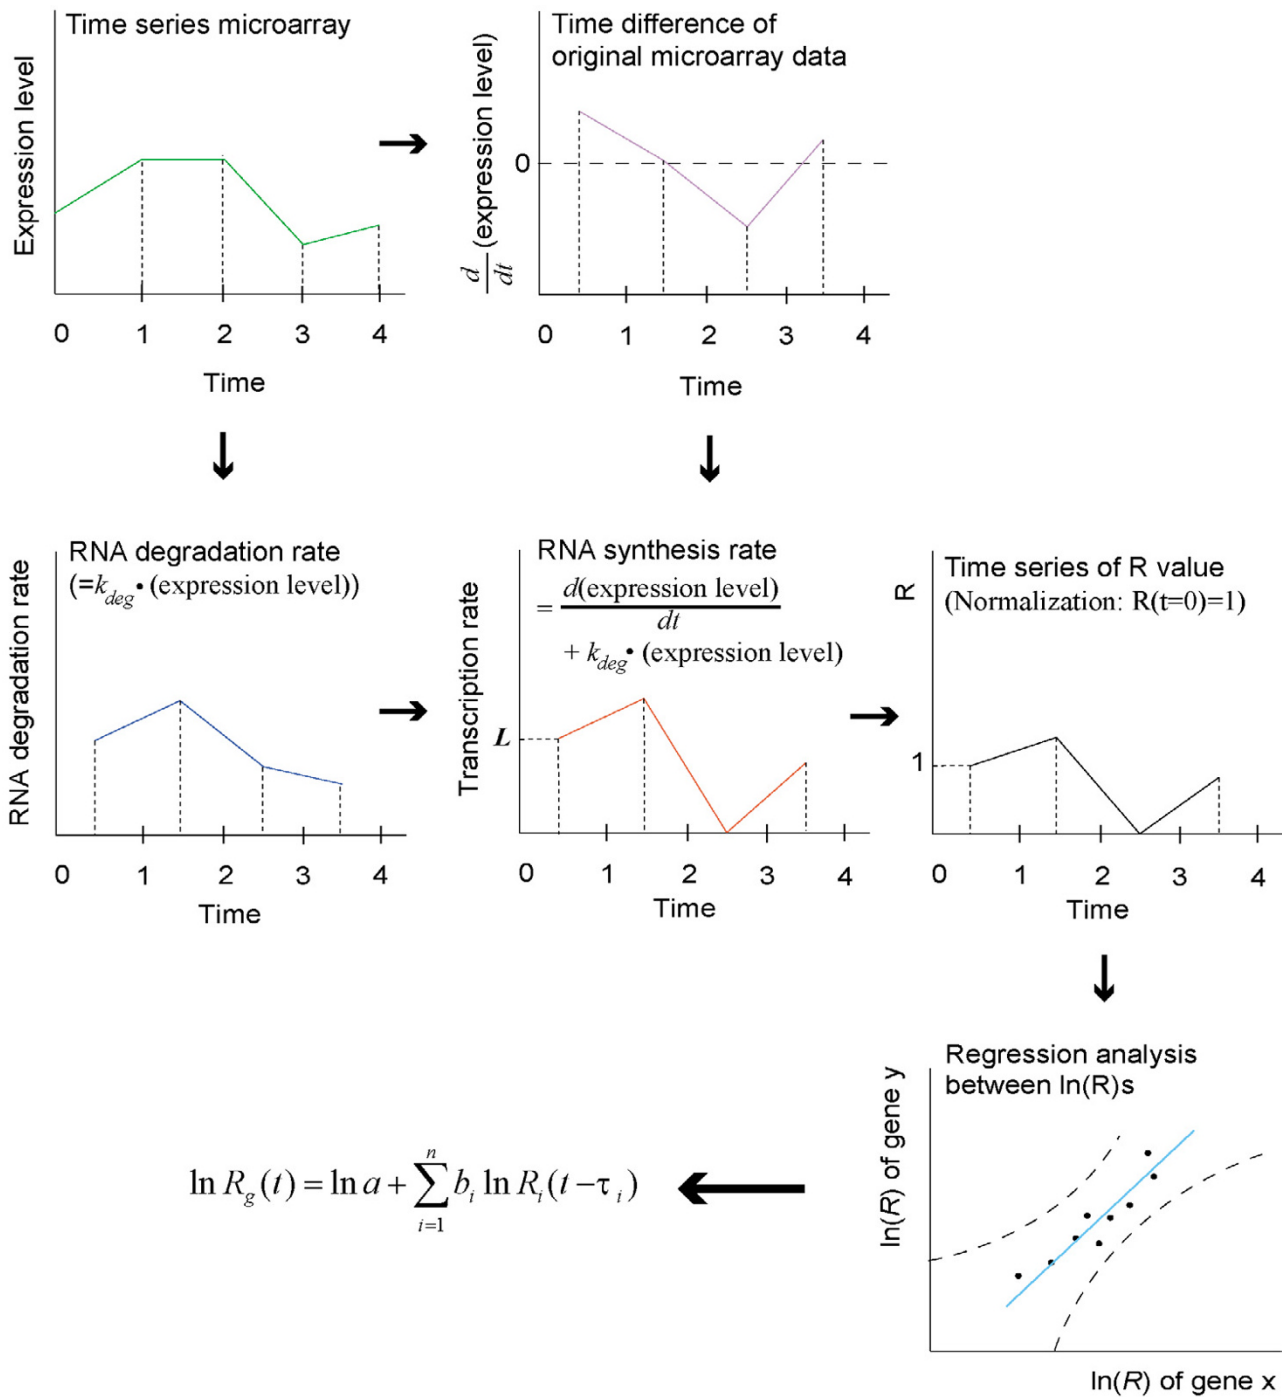 Time series microarray
Expression level
0 1 2 3 4
Time
Time difference of
original microarray data
d/dt (expression level)
0
0 1 2 3 4
Time
RNA degradation rate
(=k_deg • (expression level))
RNA degradation rate
0 1 2 3 4
Time
RNA synthesis rate
= d(expression level)/dt
+ k_deg • (expression level)
Transcription rate
L
0 1 2 3 4
Time
Time series of R value
(Normalization: R(t=0)=1)
R
1
0 1 2 3 4
Time
Regression analysis
between ln(R)s
ln(R) of gene y
ln(R) of gene x
ln R_g(t) = ln a + ∑_{i=1}^{n} b_i ln R_i(t−τ_i)